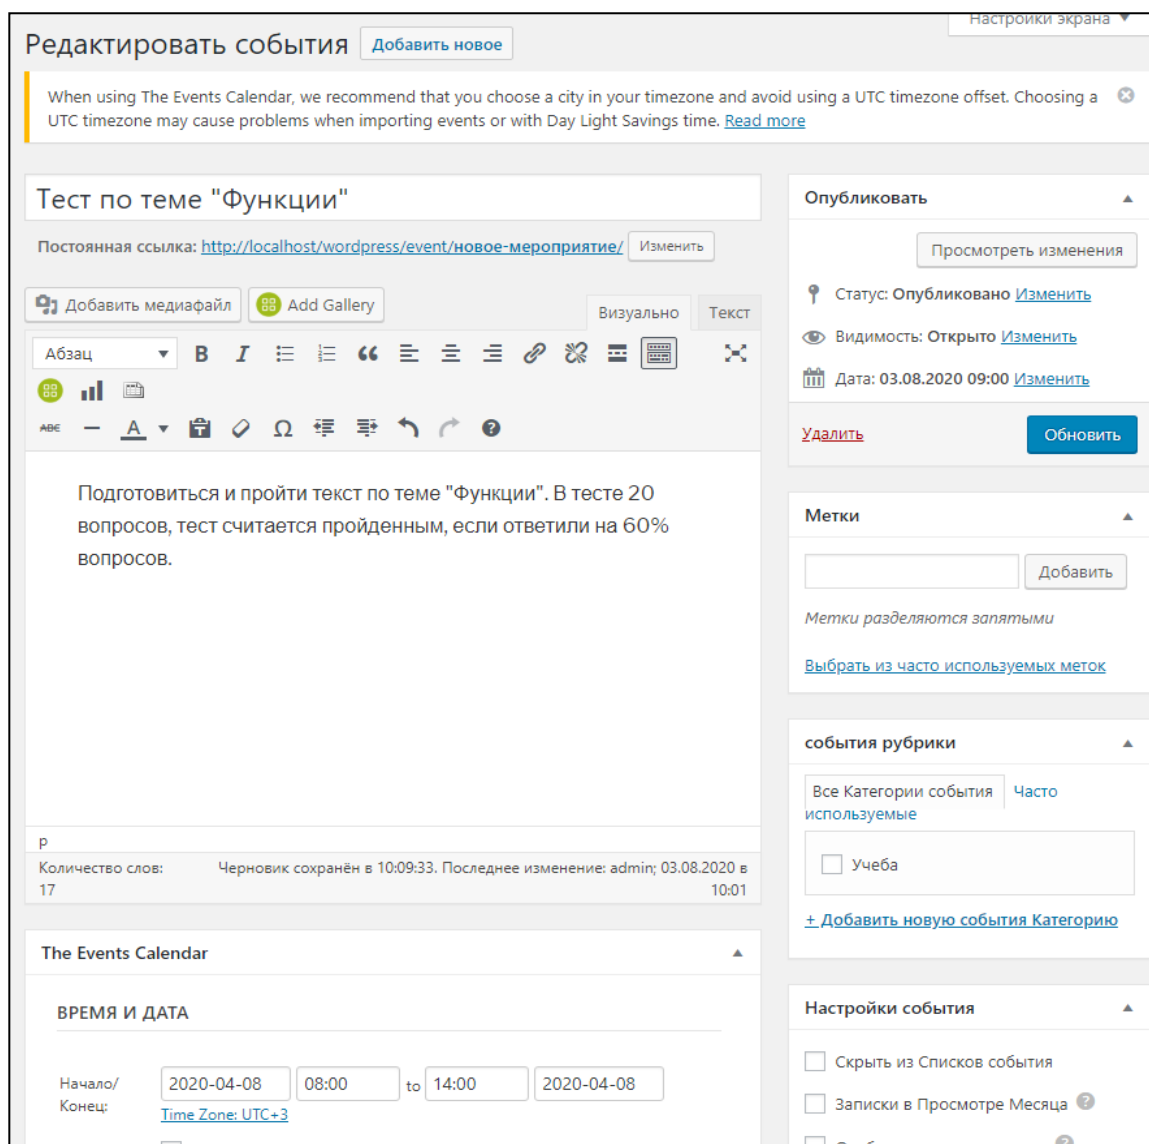 Настройки экрана
Редактировать события Добавить новое
When using The Events Calendar, we recommend that you choose a city in your timezone and avoid using a UTC timezone offset. Choosing a
UTC timezone may cause problems when importing events or with Day Light Savings time. Read more
Тест по теме "Функции"
Постоянная ссылка: http://localhost/wordpress/event/новое-мероприятие/ Изменить
Добавить медиафайл Add Gallery
Визуально Текст
Абзац B I
ABC A Ω
Подготовиться и пройти текст по теме "Функции". В тесте 20
вопросов, тест считается пройденным, если ответили на 60%
вопросов.
p
Количество слов: 17
Черновик сохранён в 10:09:33. Последнее изменение: admin; 03.08.2020 в
10:01
The Events Calendar
ВРЕМЯ И ДАТА
Начало/
Конец:
2020-04-08 08:00 to 14:00 2020-04-08
Time Zone: UTC+3
Опубликовать
Просмотреть изменения
Статус: Опубликовано Изменить
Видимость: Открыто Изменить
Дата: 03.08.2020 09:00 Изменить
Удалить Обновить
Метки
Добавить
Метки разделяются запятыми
Выбрать из часто используемых меток
события рубрики
Все Категории события Часто
используемые
Учеба
+ Добавить новую события Категорию
Настройки события
Скрыть из Списков события
Записки в Просмотре Месяца